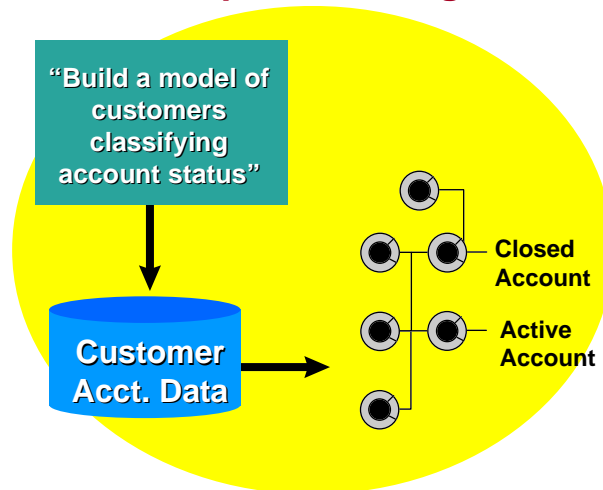 “Build a model of
customers
classifying
account status”
Closed
Account
Active
Account
Customer
Acct. Data